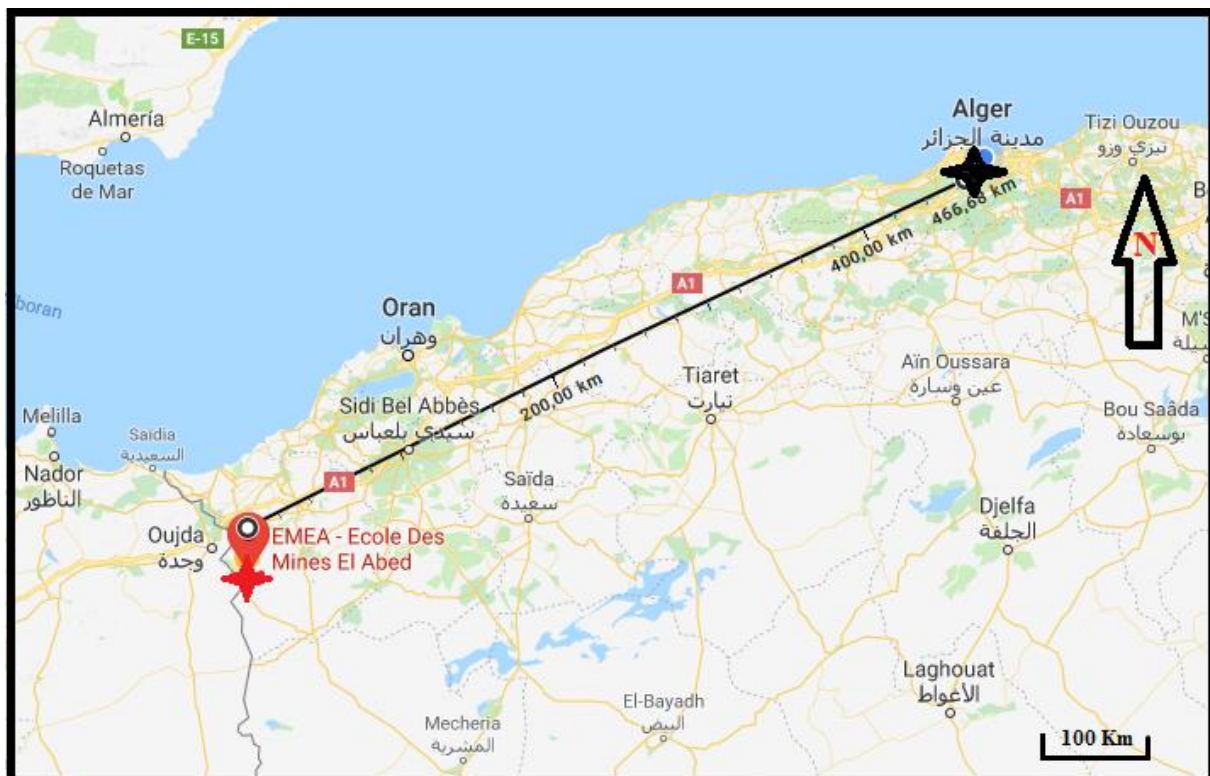 E-15
Almería
Roquetas
de Mar
Alger
مدينة الجزائر
Tizi Ouzou
تيزي وزو
A1
466,68 km
400,00 km
N
A1
boran
Oran
وهران
M'S
سيلة
Aïn Oussara
عين وسارة
Tiaret
تيارت
200,00 km
Bou Saâda
بوسعادة
Sidi Bel Abbès
سيدي بلعباس
Melilla
Saïdia
السعيدية
Nador
الناظور
A1
Saïda
سعيدة
Oujda
وجدة
EMEA - Ecole Des
Mines El Abed
Djelfa
الجلفة
Laghouat
الأغواط
El-Bayadh
البيض
Mecheria
المشرية
100 Km